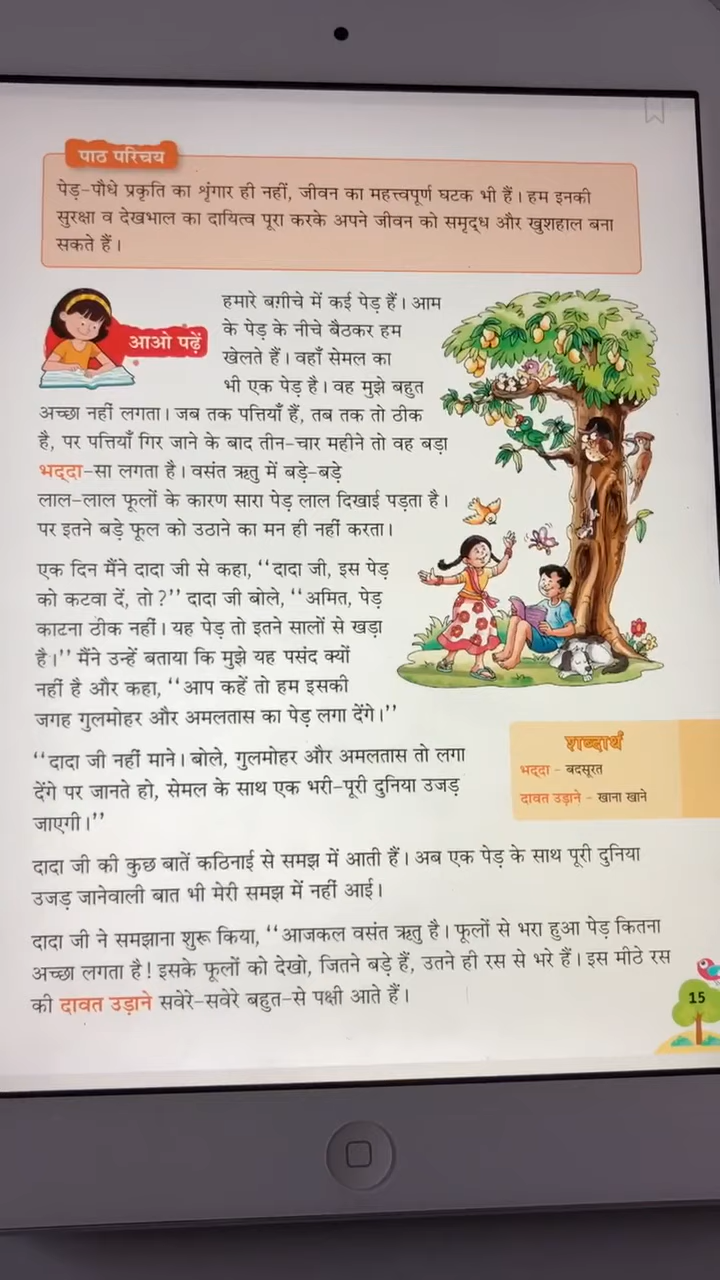 पाठ परिचय
पेड़-पौधे प्रकृति का शृंगार ही नहीं, जीवन का महत्त्वपूर्ण घटक भी हैं। हम इनकी
सुरक्षा व देखभाल का दायित्व पूरा करके अपने जीवन को समृद्ध और खुशहाल बना
सकते हैं।
आओ पढ़ें
हमारे बग़ीचे में कई पेड़ हैं। आम
के पेड़ के नीचे बैठकर हम
खेलते हैं। वहाँ सेमल का
भी एक पेड़ है। वह मुझे बहुत
अच्छा नहीं लगता। जब तक पत्तियाँ हैं, तब तक तो ठीक
है, पर पत्तियाँ गिर जाने के बाद तीन-चार महीने तो वह बड़ा
भद्दा-सा लगता है। वसंत ऋतु में बड़े-बड़े
लाल-लाल फूलों के कारण सारा पेड़ लाल दिखाई पड़ता है।
पर इतने बड़े फूल को उठाने का मन ही नहीं करता।
एक दिन मैंने दादा जी से कहा, “दादा जी, इस पेड़
को कटवा दें, तो ?” दादा जी बोले, “अमित, पेड़
काटना ठीक नहीं। यह पेड़ तो इतने सालों से खड़ा
है।” मैंने उन्हें बताया कि मुझे यह पसंद क्यों
नहीं है और कहा, “आप कहें तो हम इसकी
जगह गुलमोहर और अमलतास का पेड़ लगा देंगे।”
“दादा जी नहीं माने। बोले, गुलमोहर और अमलतास तो लगा
देंगे पर जानते हो, सेमल के साथ एक भरी-पूरी दुनिया उजड़
जाएगी।”
शब्दार्थ
भद्दा – बदसूरत
दावत उड़ाने – खाना खाने
दादा जी की कुछ बातें कठिनाई से समझ में आती हैं। अब एक पेड़ के साथ पूरी दुनिया
उजड़ जानेवाली बात भी मेरी समझ में नहीं आई।
दादा जी ने समझाना शुरू किया, “आजकल वसंत ऋतु है। फूलों से भरा हुआ पेड़ कितना
अच्छा लगता है! इसके फूलों को देखो, जितने बड़े हैं, उतने ही रस से भरे हैं। इस मीठे रस
की दावत उड़ाने सवेरे-सवेरे बहुत-से पक्षी आते हैं।
15